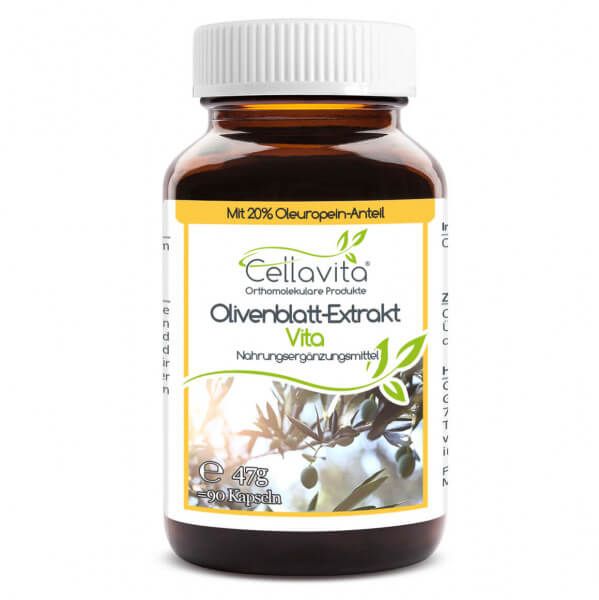 Mit 20% Oleuropein-Anteil
Cellavita®
Orthomolekulare Produkte
Olivenblatt-Extrakt
Vita
Nahrungsergänzungsmittel
℮ 47g
=90 Kapseln